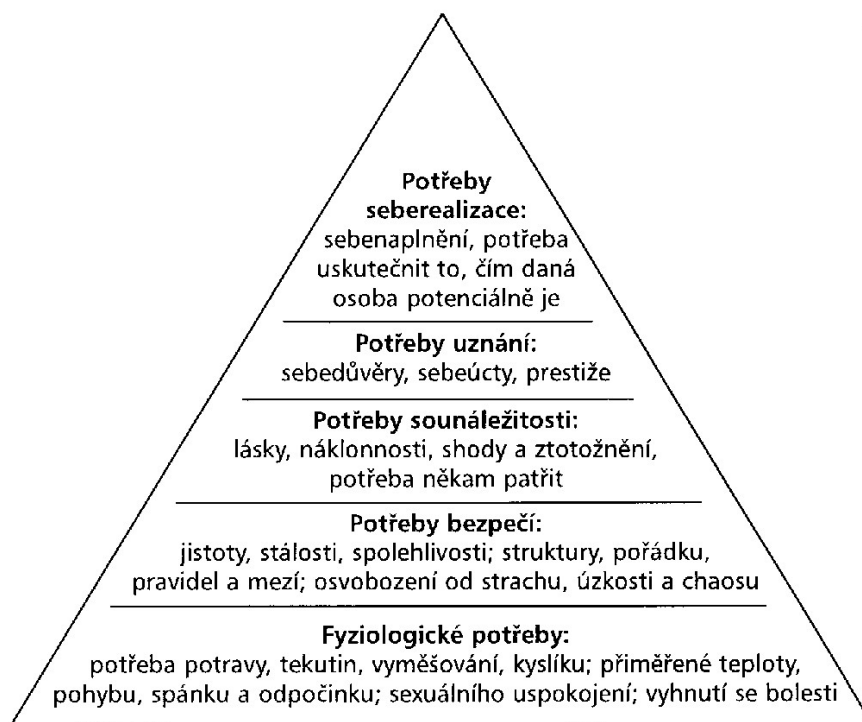 Potřeby
seberealizace:
sebenaplnění, potřeba
uskutečnit to, čím daná
osoba potenciálně je
Potřeby uznání:
sebedůvěry, sebeúcty, prestiže
Potřeby sounáležitosti:
lásky, náklonnosti, shody a ztotožnění,
potřeba někam patřit
Potřeby bezpečí:
jistoty, stálosti, spolehlivosti; struktury, pořádku,
pravidel a mezí; osvobození od strachu, úzkosti a chaosu
Fyziologické potřeby:
potřeba potravy, tekutin, vyměšování, kyslíku; přiměřené teploty,
pohybu, spánku a odpočinku; sexuálního uspokojení; vyhnutí se bolesti